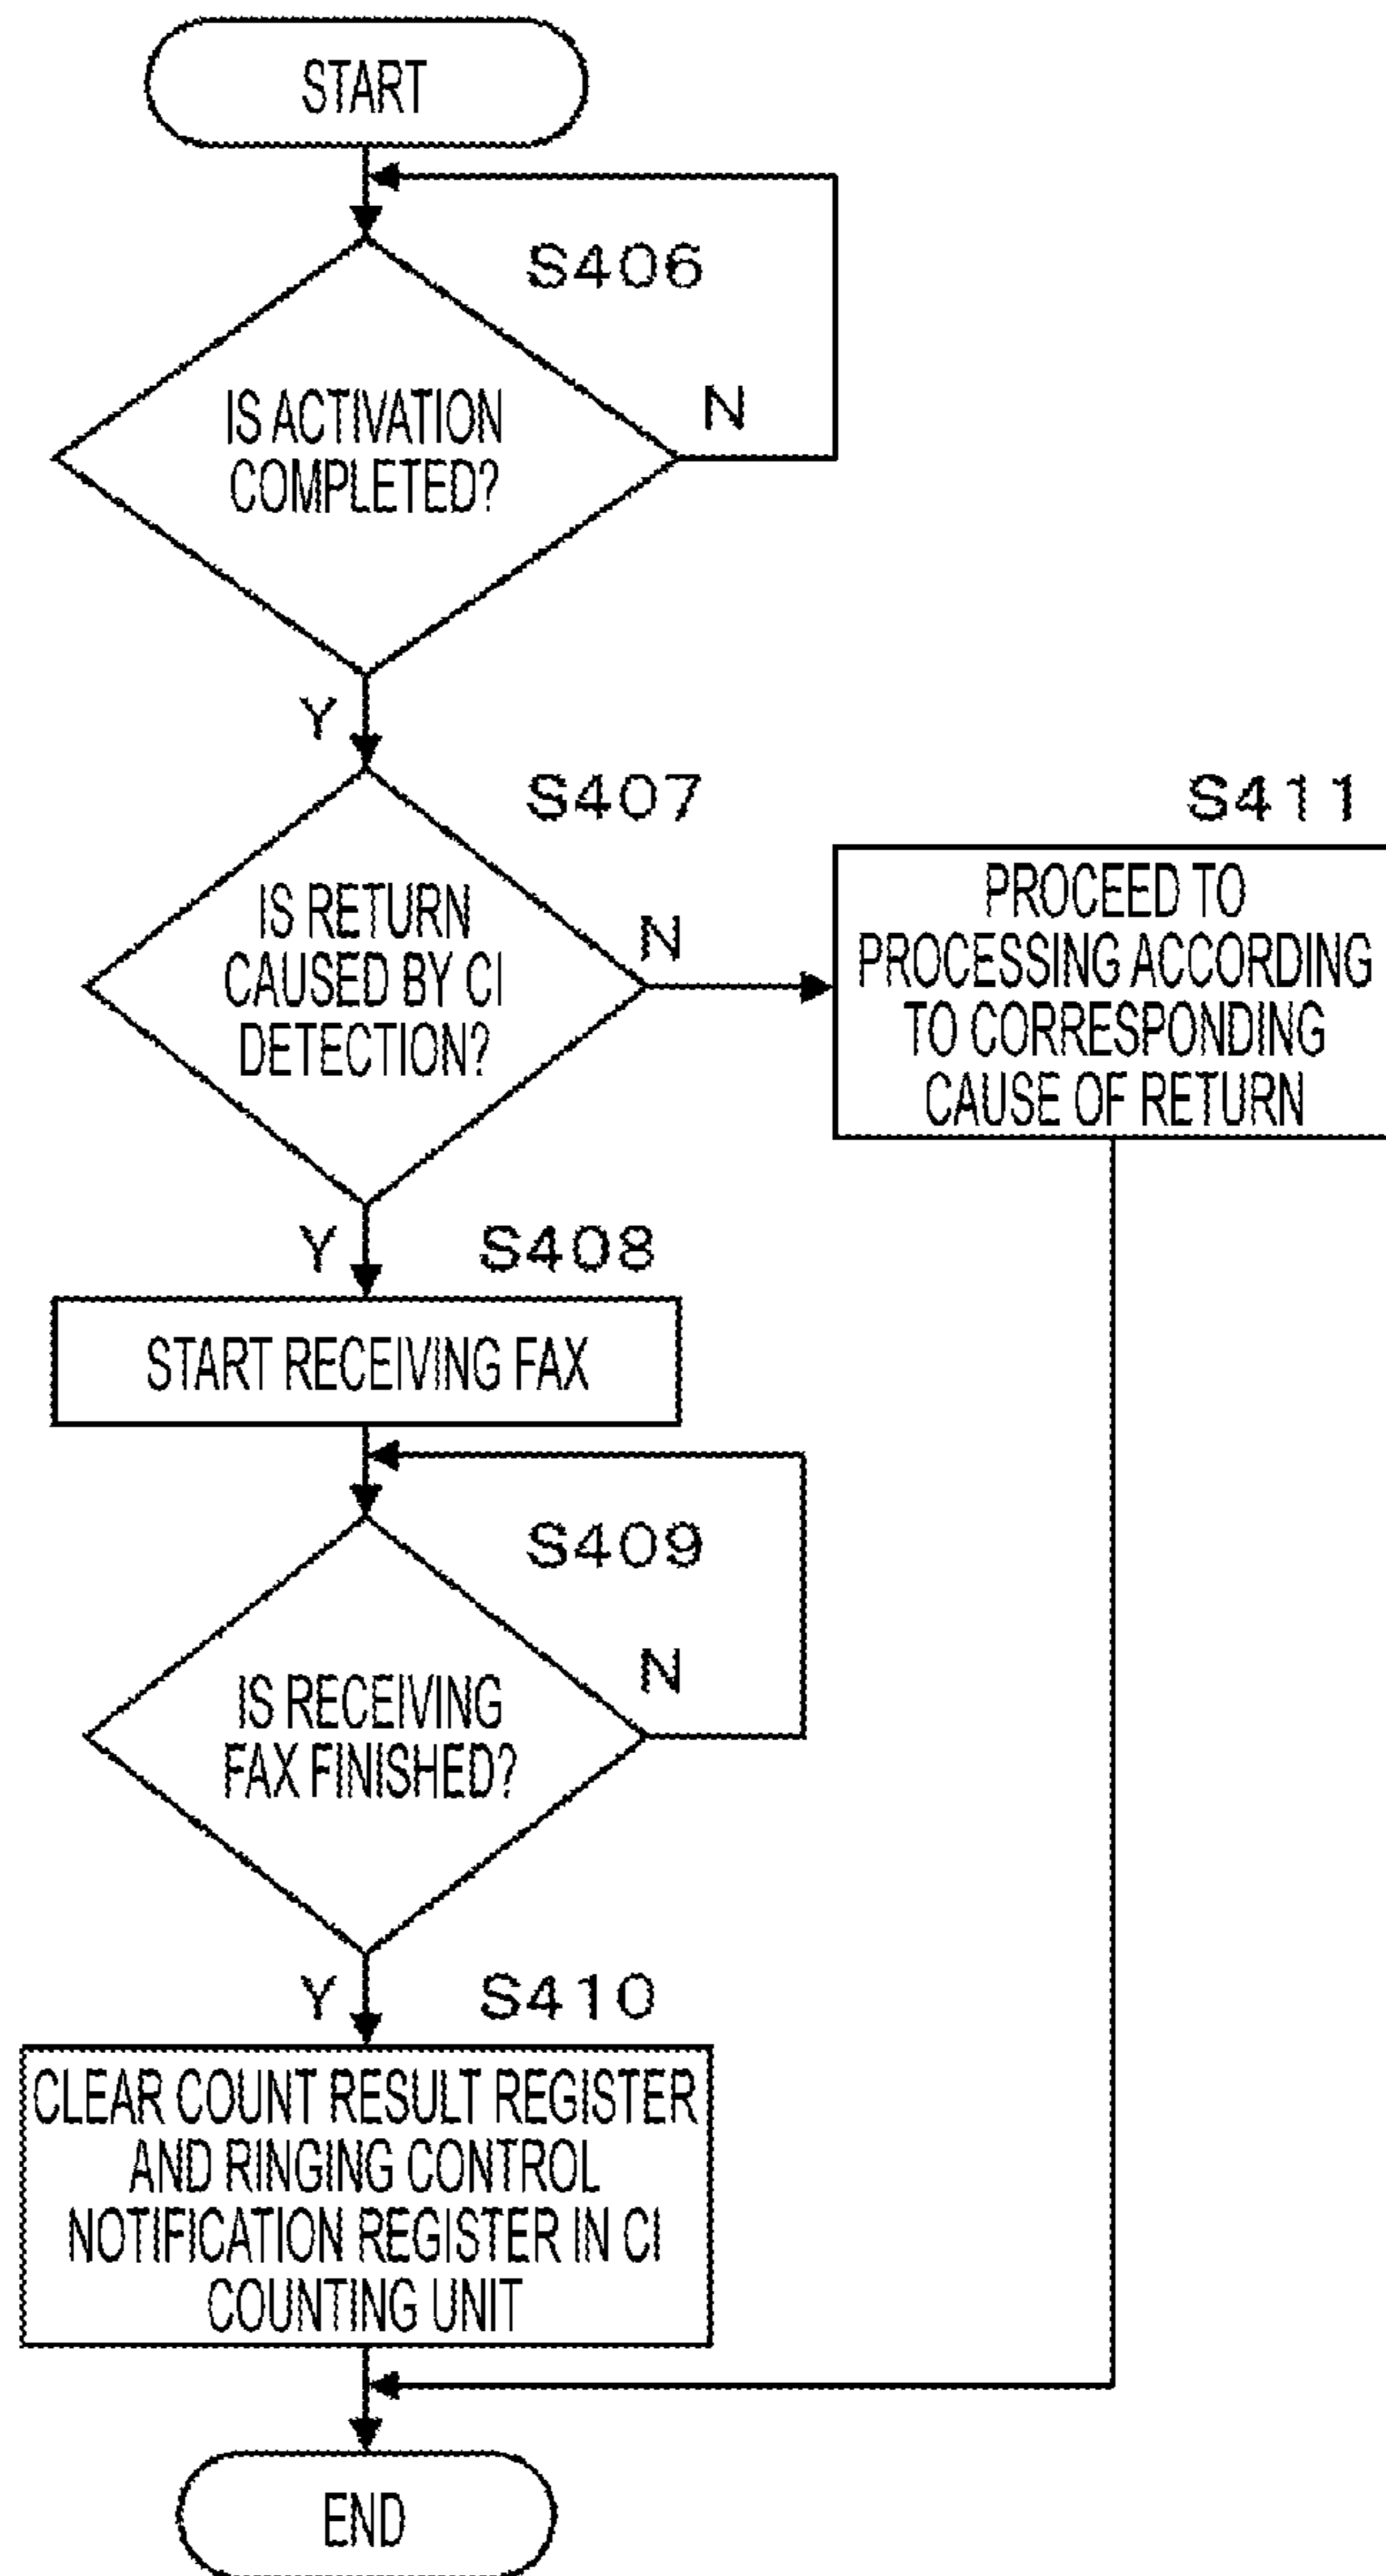 START
S406
IS ACTIVATION
COMPLETED?
N
Y
S407
IS RETURN
CAUSED BY CI
DETECTION?
N
S411
PROCEED TO
PROCESSING ACCORDING
TO CORRESPONDING
CAUSE OF RETURN
Y
S408
START RECEIVING FAX
S409
IS RECEIVING
FAX FINISHED?
N
Y
S410
CLEAR COUNT RESULT REGISTER
AND RINGING CONTROL
NOTIFICATION REGISTER IN CI
COUNTING UNIT
END